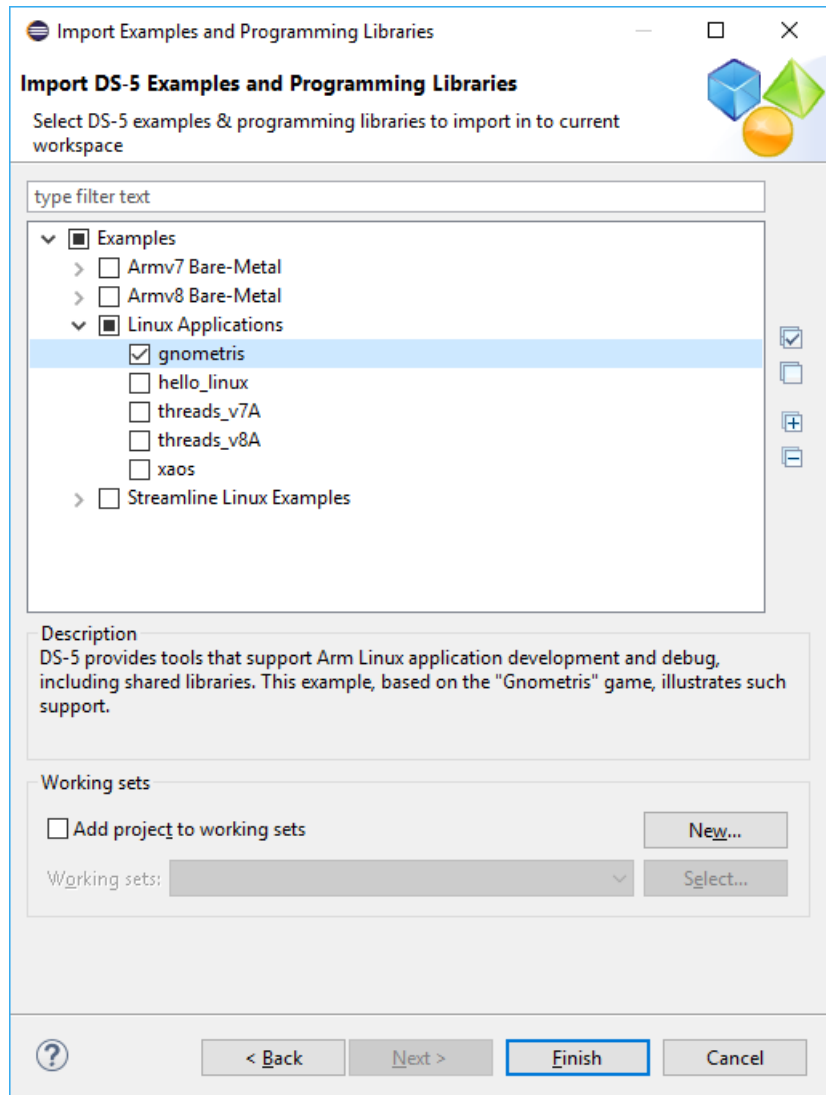 Import Examples and Programming Libraries
Import DS-5 Examples and Programming Libraries
Select DS-5 examples & programming libraries to import in to current
workspace
type filter text
Examples
Armv7 Bare-Metal
Armv8 Bare-Metal
Linux Applications
gnometris
hello_linux
threads_v7A
threads_v8A
xaos
Streamline Linux Examples
Description
DS-5 provides tools that support Arm Linux application development and debug,
including shared libraries. This example, based on the "Gnometris" game, illustrates such
support.
Working sets
Add project to working sets
New...
Working sets:
Select...
?
< Back
Next >
Finish
Cancel